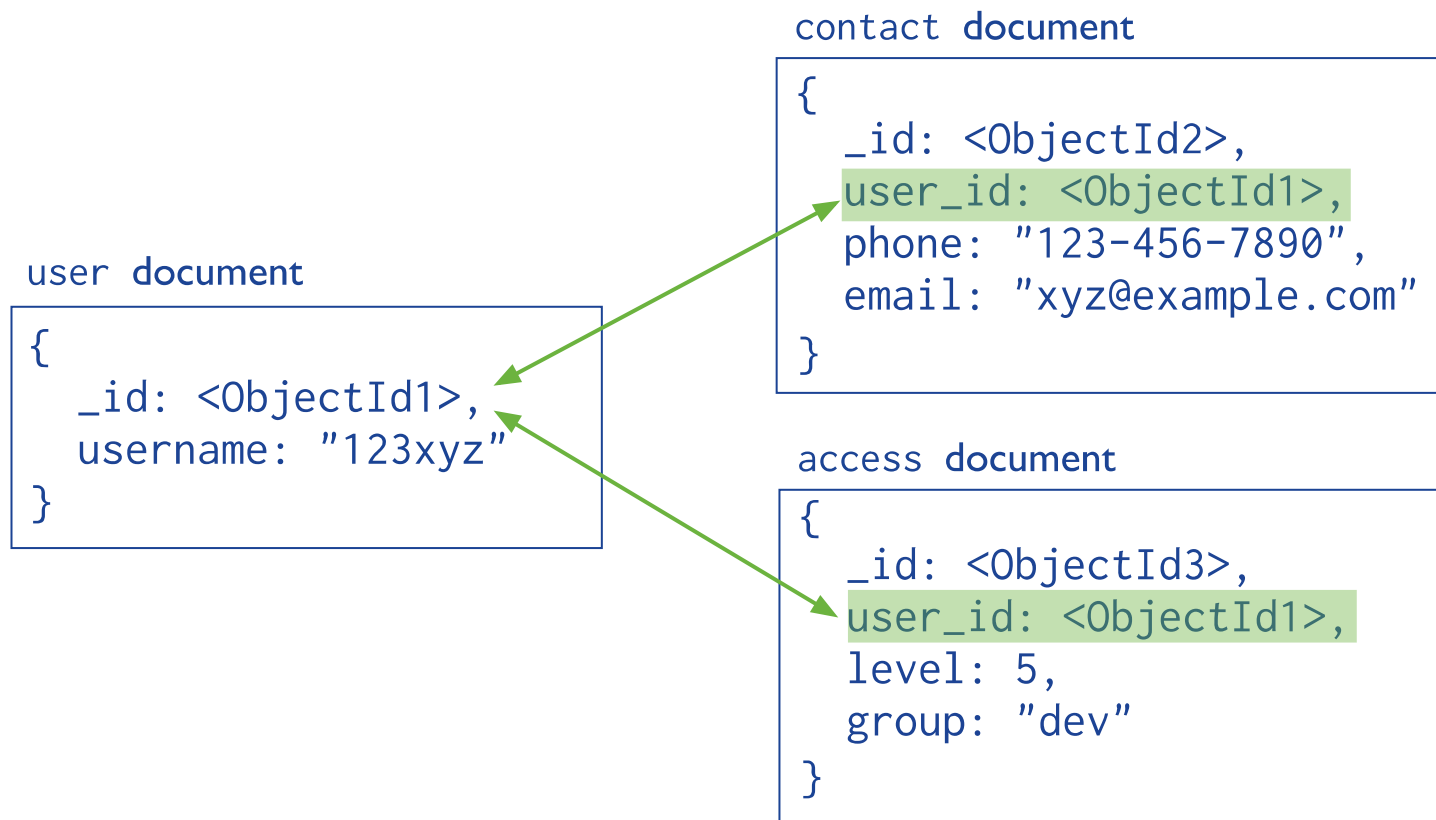 user document
{
  _id: <ObjectId1>,
  username: "123xyz"
}
contact document
{
  _id: <ObjectId2>,
  user_id: <ObjectId1>,
  phone: "123-456-7890",
  email: "xyz@example.com"
}
access document
{
  _id: <ObjectId3>,
  user_id: <ObjectId1>,
  level: 5,
  group: "dev"
}